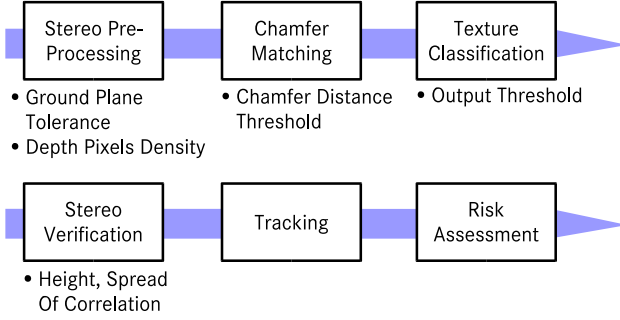 Stereo Pre-
Processing
Chamfer
Matching
Texture
Classification
• Ground Plane
Tolerance
• Depth Pixels Density
• Chamfer Distance
Threshold
• Output Threshold
Stereo
Verification
Tracking
Risk
Assessment
• Height, Spread
Of Correlation